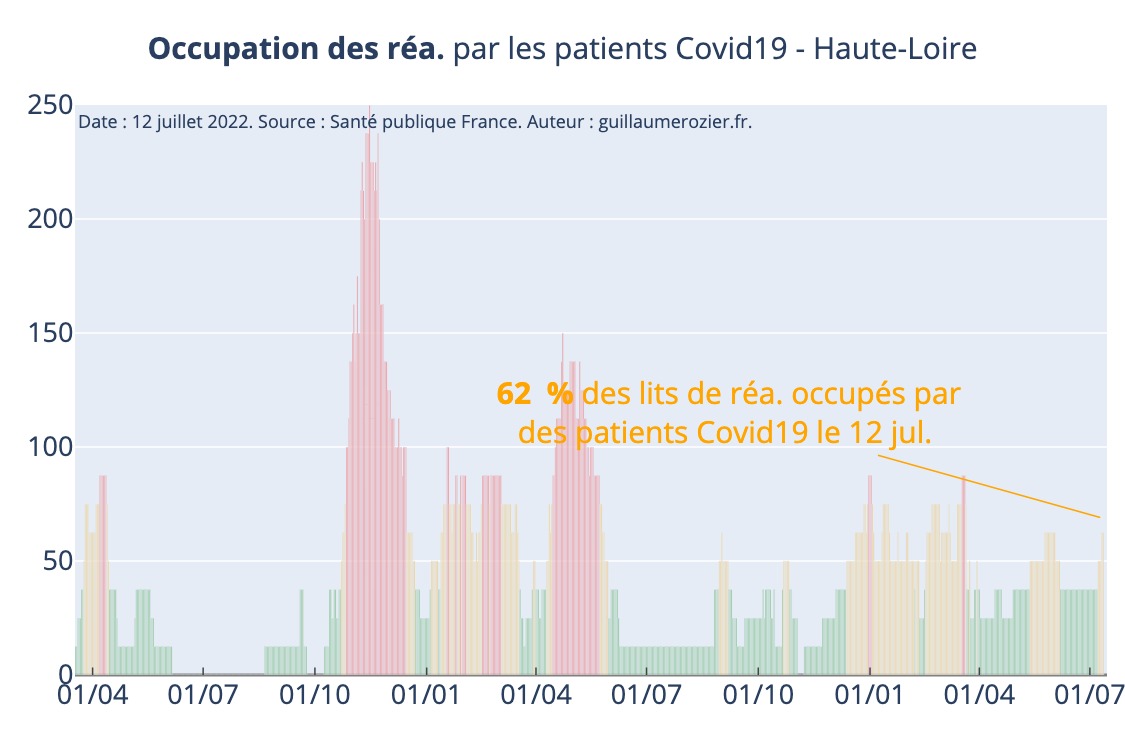 Occupation des réa. par les patients Covid19 - Haute-Loire
250
Date : 12 juillet 2022. Source : Santé publique France. Auteur : guillaumerozier.fr.
200
150
62 % des lits de réa. occupés par
des patients Covid19 le 12 jul.
100
50
0
01/04 01/07 01/10 01/01 01/04 01/07 01/10 01/01 01/04 01/07